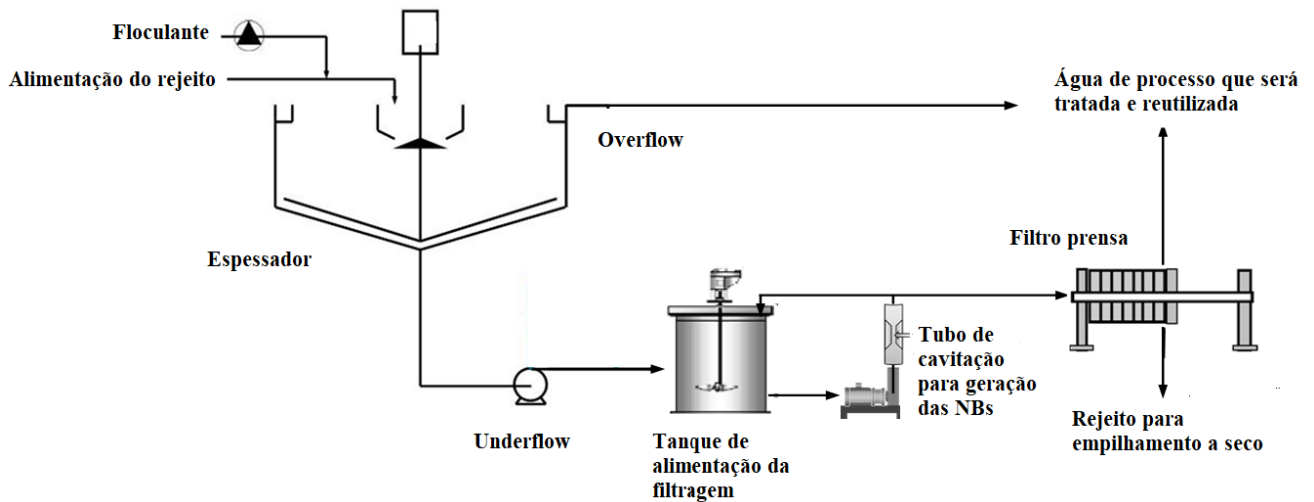 Floculante
Alimentação do rejeito
Água de processo que será
tratada e reutilizada
Overflow
Espessador
Filtro prensa
Tubo de
cavitação
para geração
das NBs
Underflow
Tanque de
alimentação da
filtragem
Rejeito para
empilhamento a seco